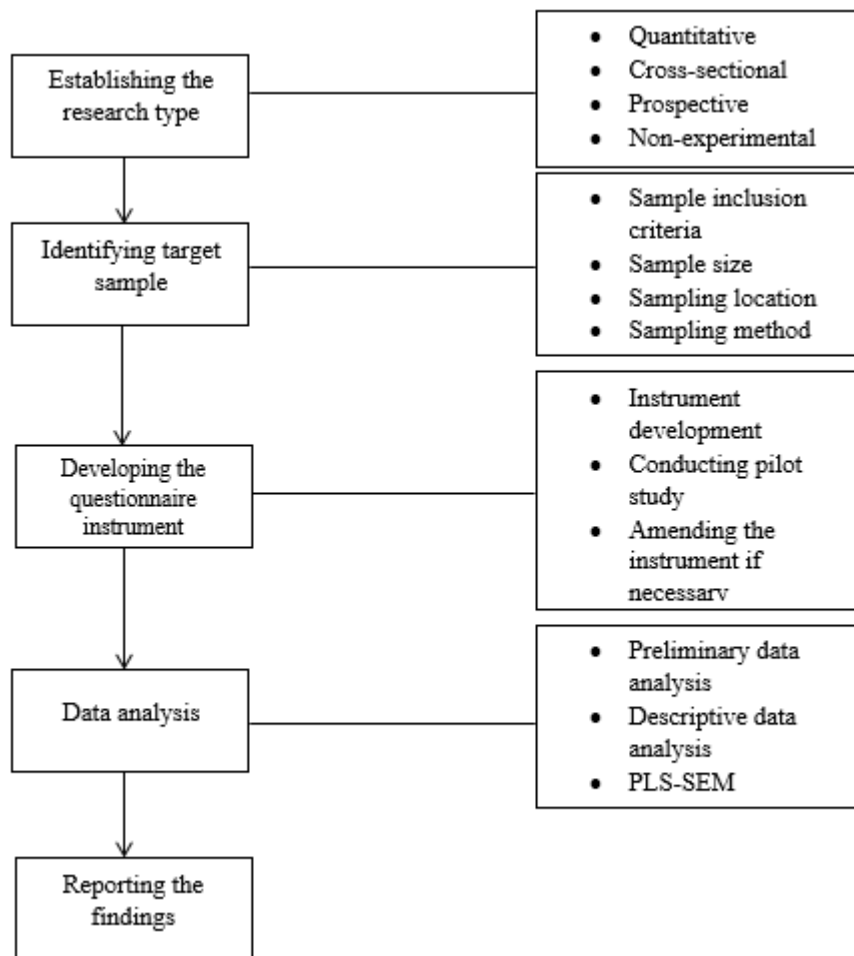 Establishing the
research type
• Quantitative
• Cross-sectional
• Prospective
• Non-experimental
Identifying target
sample
• Sample inclusion
criteria
• Sample size
• Sampling location
• Sampling method
Developing the
questionnaire
instrument
• Instrument
development
• Conducting pilot
study
• Amending the
instrument if
necessary
Data analysis
• Preliminary data
analysis
• Descriptive data
analysis
• PLS-SEM
Reporting the
findings